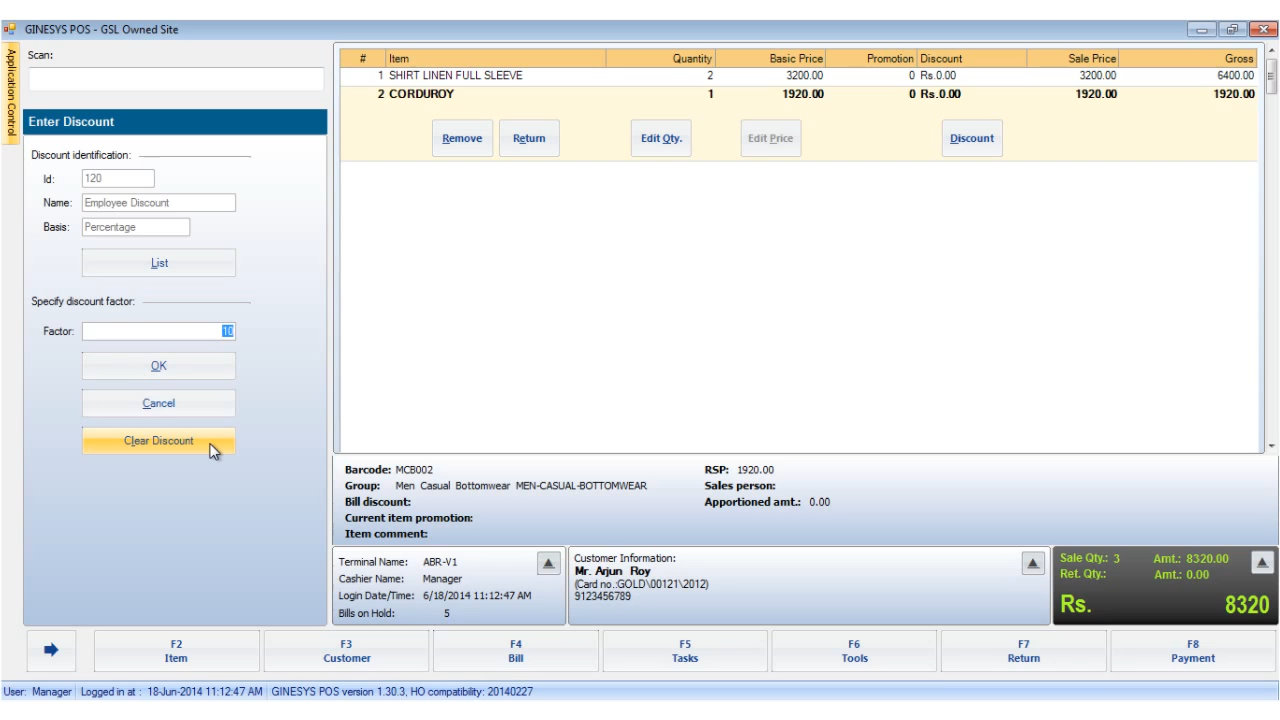 GINESYS POS - GSL Owned Site
Application Control
Scan:
Enter Discount
Discount identification:
Id: 120
Name: Employee Discount
Basis: Percentage
List
Specify discount factor:
Factor: 10
OK
Cancel
Clear Discount
# Item Quantity Basic Price Promotion Discount Sale Price Gross
1 SHIRT LINEN FULL SLEEVE 2 3200.00 0 Rs.0.00 3200.00 6400.00
2 CORDUROY 1 1920.00 0 Rs.0.00 1920.00 1920.00
Remove Return Edit Qty. Edit Price Discount
Barcode: MCB002 RSP: 1920.00
Group: Men Casual Bottomwear MEN-CASUAL-BOTTOMWEAR Sales person:
Bill discount: Apportioned amt.: 0.00
Current item promotion:
Item comment:
Terminal Name: ABR-V1
Cashier Name: Manager
Login Date/Time: 6/18/2014 11:12:47 AM
Bills on Hold: 5
Customer Information:
Mr. Arjun Roy
(Card no.:GOLD\00121\2012)
9123456789
Sale Qty.: 3 Amt.: 8320.00
Ret. Qty.: Amt.: 0.00
Rs. 8320
F2 F3 F4 F5 F6 F7 F8
Item Customer Bill Tasks Tools Return Payment
User: Manager Logged in at : 18-Jun-2014 11:12:47 AM GINESYS POS version 1.30.3, HO compatibility: 20140227